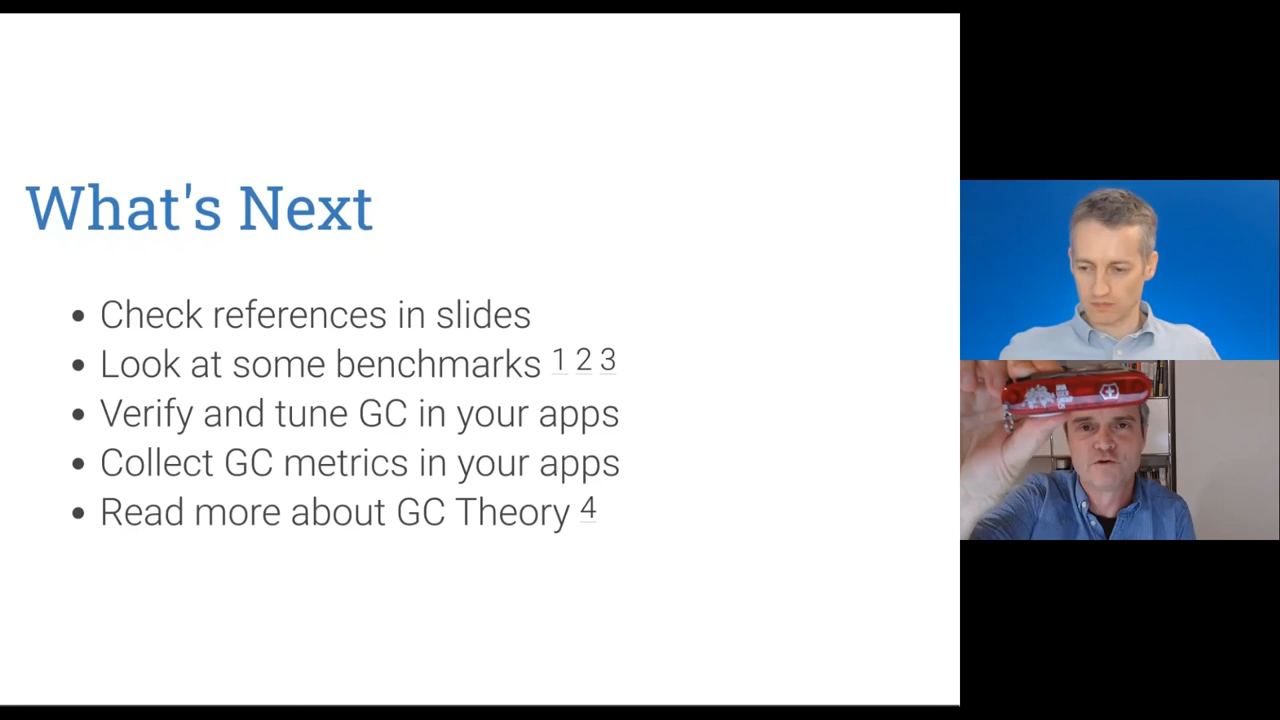 What's Next
Check references in slides
Look at some benchmarks 1 2 3
Verify and tune GC in your apps
Collect GC metrics in your apps
Read more about GC Theory 4